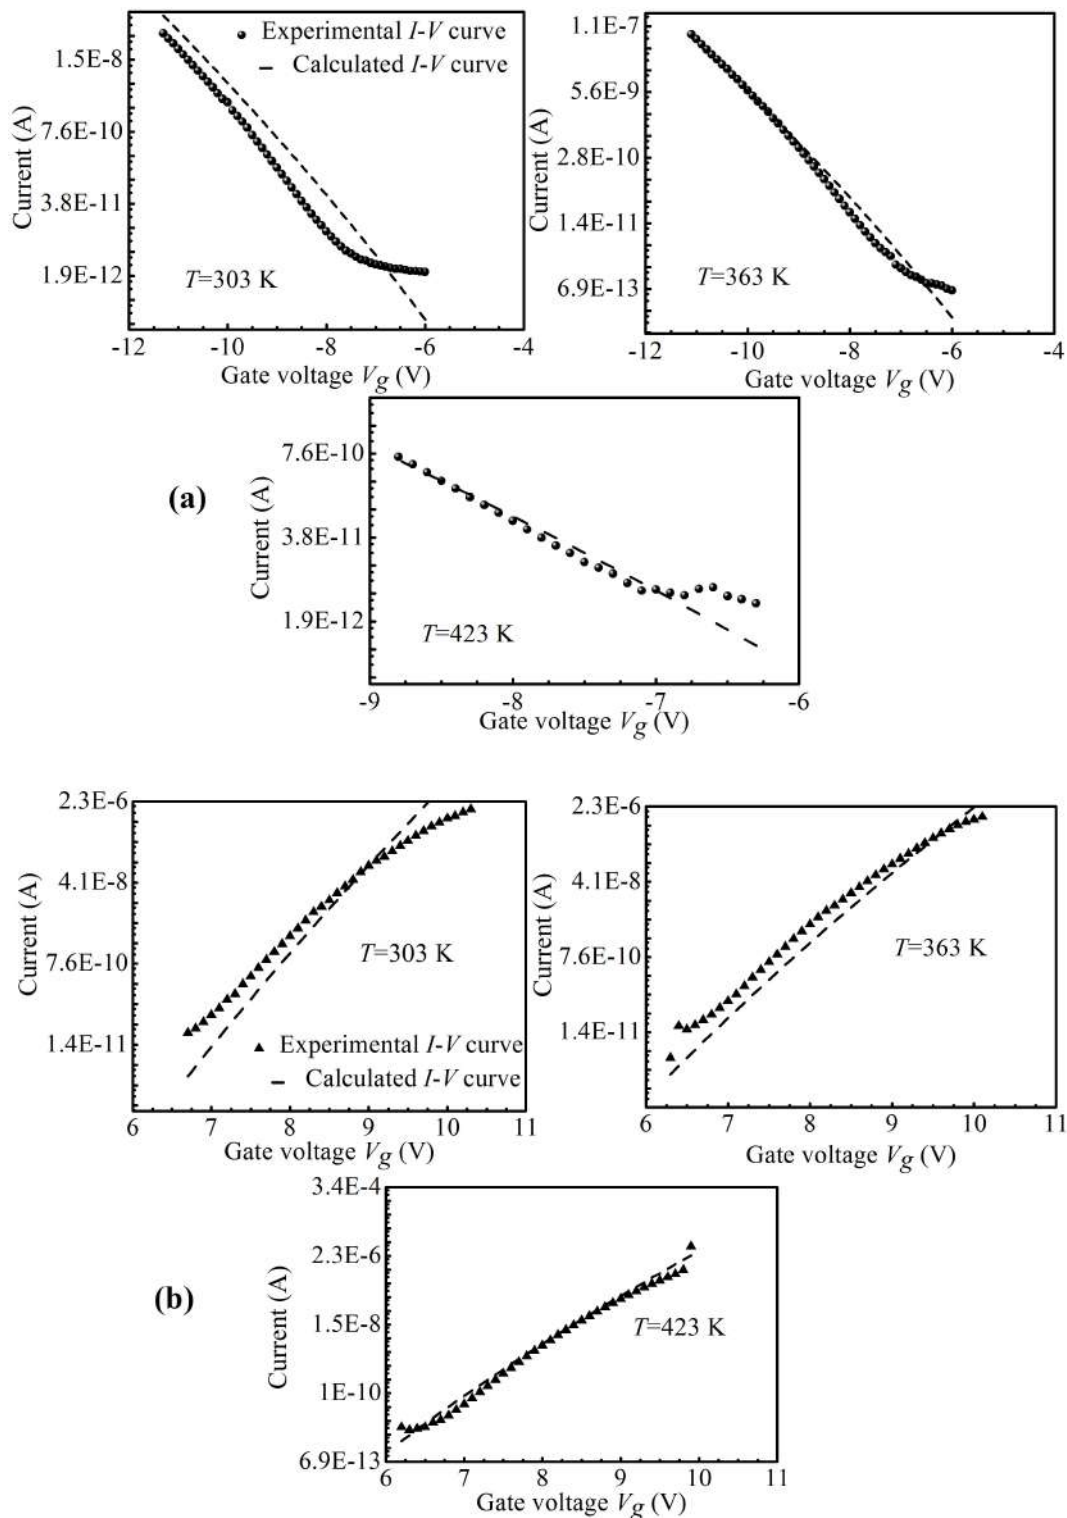 Experimental I-V curve
Calculated I-V curve
1.5E-8
7.6E-10
3.8E-11
1.9E-12
Current (A)
T=303 K
-12 -10 -8 -6 -4
Gate voltage Vg (V)
1.1E-7
5.6E-9
2.8E-10
1.4E-11
6.9E-13
Current (A)
T=363 K
-12 -10 -8 -6 -4
Gate voltage Vg (V)
(a)
7.6E-10
3.8E-11
1.9E-12
Current (A)
T=423 K
-9 -8 -7 -6
Gate voltage Vg (V)
2.3E-6
4.1E-8
7.6E-10
1.4E-11
Current (A)
T=303 K
Experimental I-V curve
Calculated I-V curve
6 7 8 9 10 11
Gate voltage Vg (V)
2.3E-6
4.1E-8
7.6E-10
1.4E-11
Current (A)
T=363 K
6 7 8 9 10 11
Gate voltage Vg (V)
(b)
3.4E-4
2.3E-6
1.5E-8
1E-10
6.9E-13
Current (A)
T=423 K
6 7 8 9 10 11
Gate voltage Vg (V)